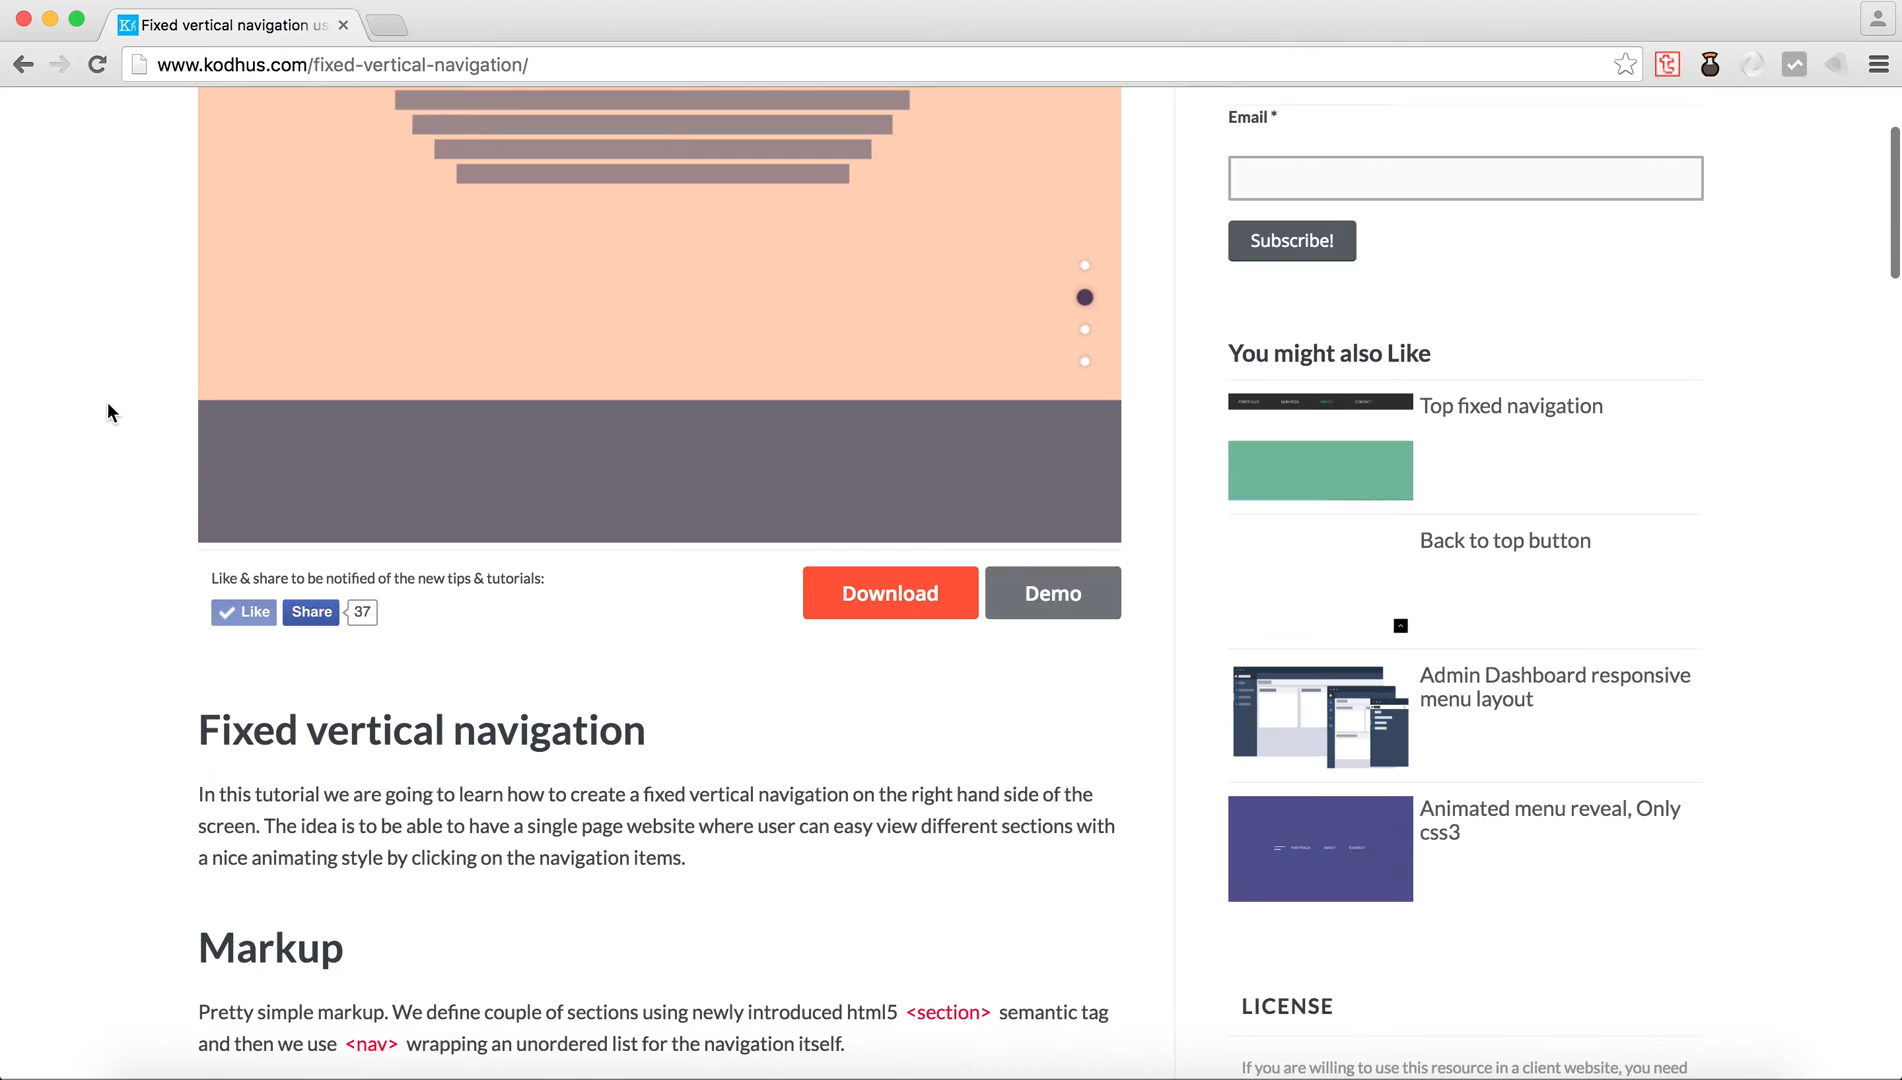 Fixed vertical navigation us
www.kodhus.com/fixed-vertical-navigation/
Like & share to be notified of the new tips & tutorials:
Like Share 37
Download Demo
Fixed vertical navigation
In this tutorial we are going to learn how to create a fixed vertical navigation on the right hand side of the
screen. The idea is to be able to have a single page website where user can easy view different sections with
a nice animating style by clicking on the navigation items.
Markup
Pretty simple markup. We define couple of sections using newly introduced html5 <section> semantic tag
and then we use <nav> wrapping an unordered list for the navigation itself.
Email *
Subscribe!
You might also Like
PORTFOLIO SERVICES CONTACT
Top fixed navigation
Back to top button
Admin Dashboard responsive
menu layout
PORTFOLIO ABOUT CONTACT
Animated menu reveal, Only
css3
LICENSE
If you are willing to use this resource in a client website, you need